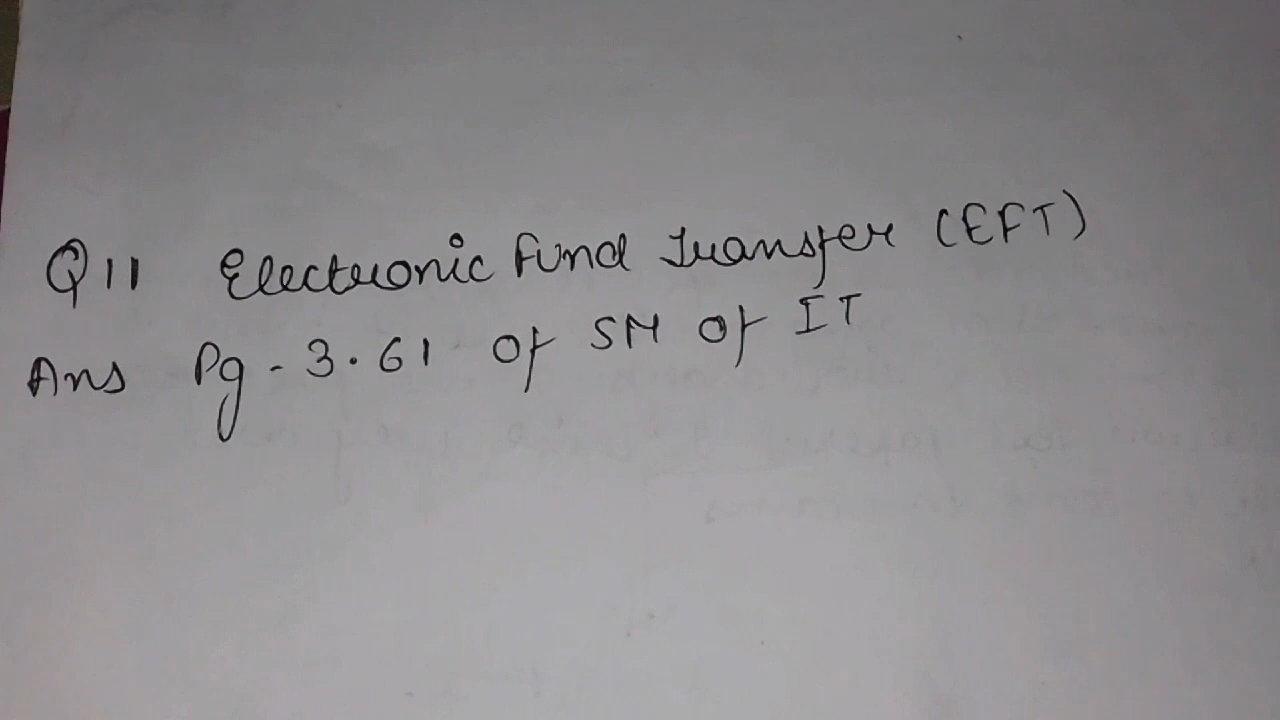 Q11 Electronic Fund Transfer (EFT)
Ans Pg - 3.61 of SM of IT